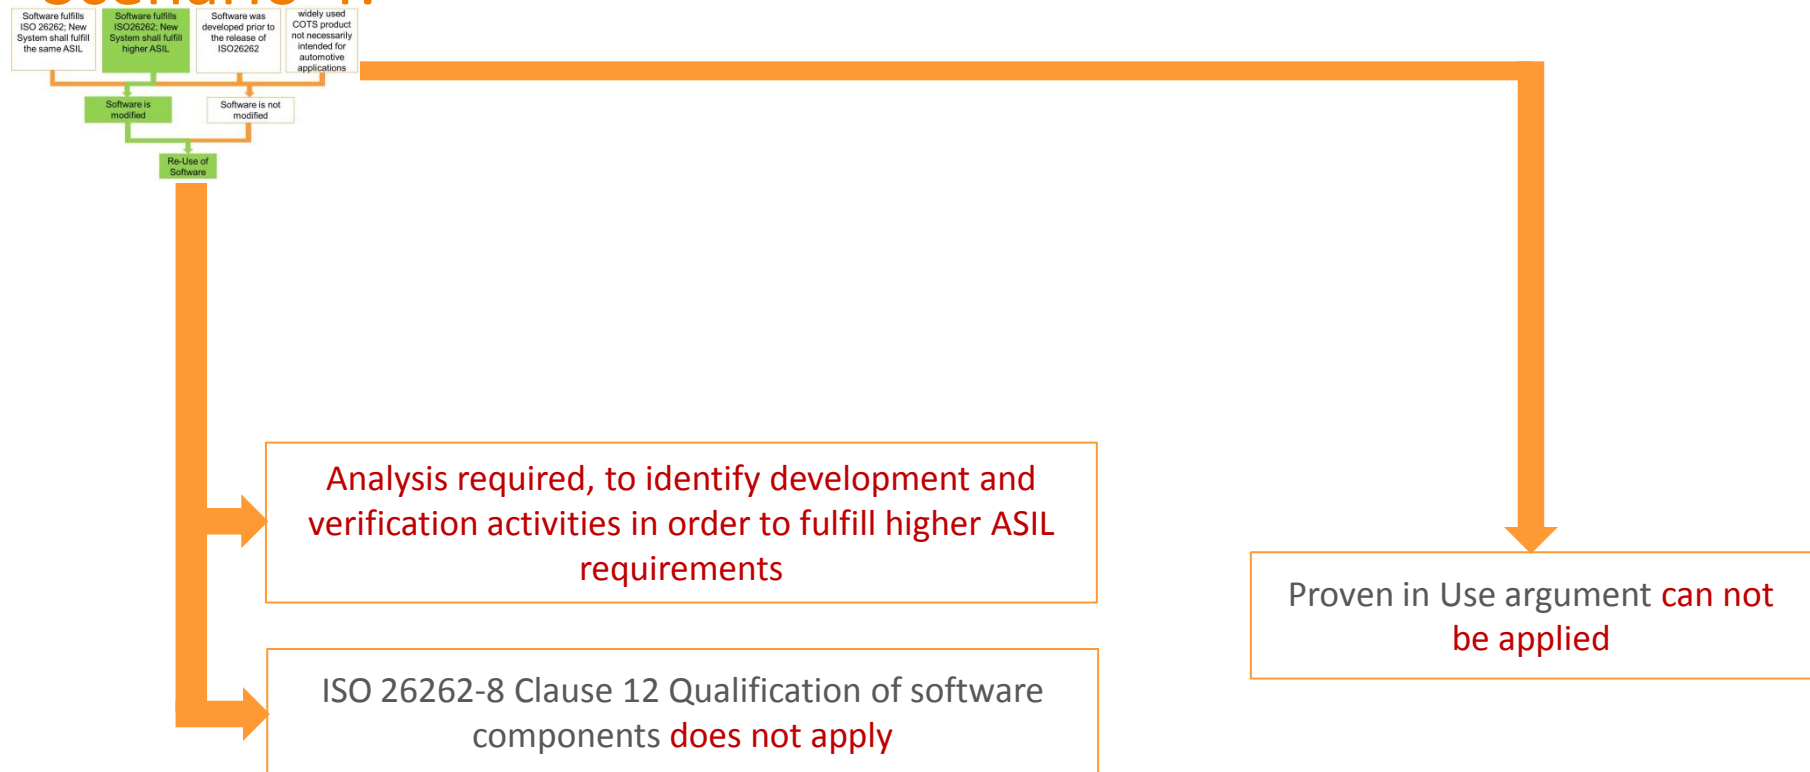 Scenario 4:
Software fulfills
ISO 26262; New
System shall fulfill
the same ASIL
Software fulfills
ISO26262; New
System shall fulfill
higher ASIL
Software was
developed prior to
the release of
ISO26262
widely used
COTS product
not necessarily
intended for
automotive
applications
Software is
modified
Software is not
modified
Re-Use of
Software
Analysis required, to identify development and
verification activities in order to fulfill higher ASIL
requirements
ISO 26262-8 Clause 12 Qualification of software
components does not apply
Proven in Use argument can not
be applied